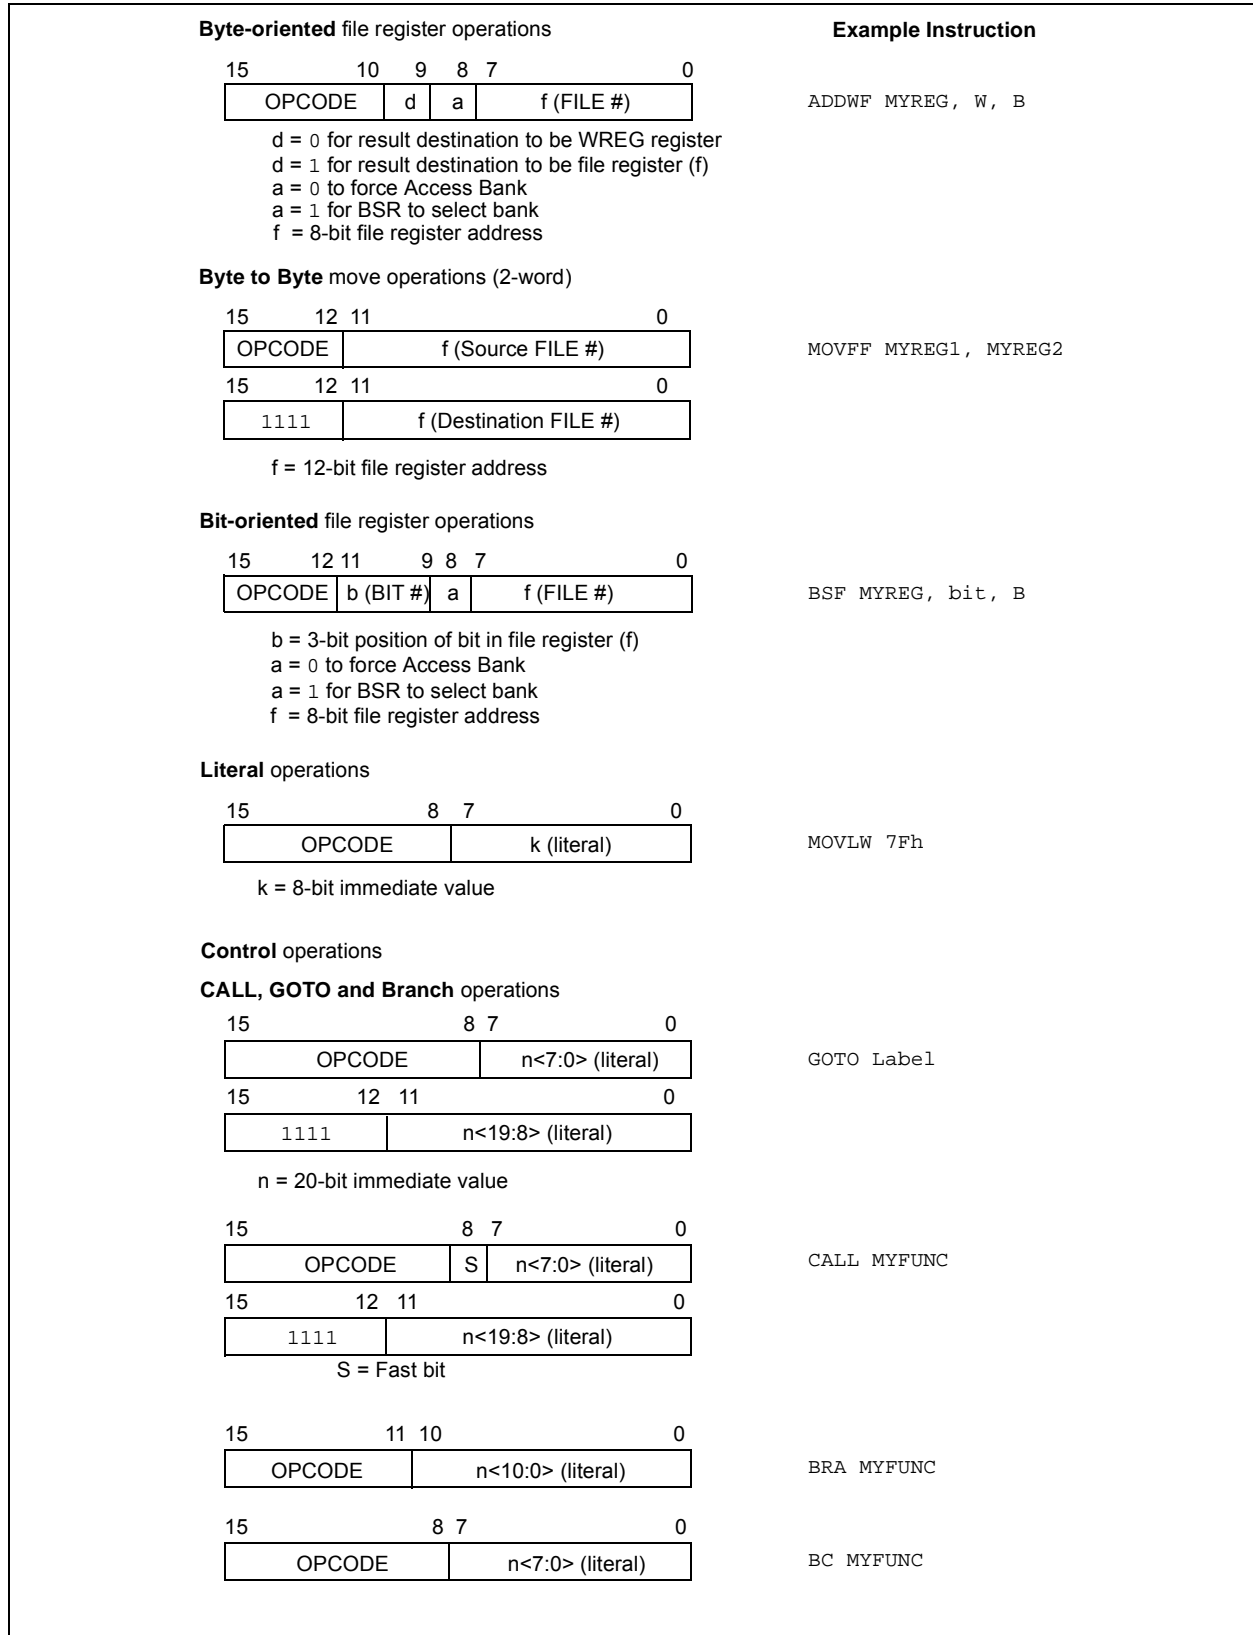 Byte-oriented file register operations Example Instruction
15 10 9 8 7 0
OPCODE d a f (FILE #) ADDWF MYREG, W, B
d = 0 for result destination to be WREG register
d = 1 for result destination to be file register (f)
a = 0 to force Access Bank
a = 1 for BSR to select bank
f = 8-bit file register address
Byte to Byte move operations (2-word)
15 12 11 0
OPCODE f (Source FILE #) MOVFF MYREG1, MYREG2
15 12 11 0
1111 f (Destination FILE #)
f = 12-bit file register address
Bit-oriented file register operations
15 12 11 9 8 7 0
OPCODE b (BIT #) a f (FILE #) BSF MYREG, bit, B
b = 3-bit position of bit in file register (f)
a = 0 to force Access Bank
a = 1 for BSR to select bank
f = 8-bit file register address
Literal operations
15 8 7 0
OPCODE k (literal) MOVLW 7Fh
k = 8-bit immediate value
Control operations
CALL, GOTO and Branch operations
15 8 7 0
OPCODE n<7:0> (literal) GOTO Label
15 12 11 0
1111 n<19:8> (literal)
n = 20-bit immediate value
15 8 7 0
OPCODE S n<7:0> (literal) CALL MYFUNC
15 12 11 0
1111 n<19:8> (literal)
S = Fast bit
15 11 10 0
OPCODE n<10:0> (literal) BRA MYFUNC
15 8 7 0
OPCODE n<7:0> (literal) BC MYFUNC